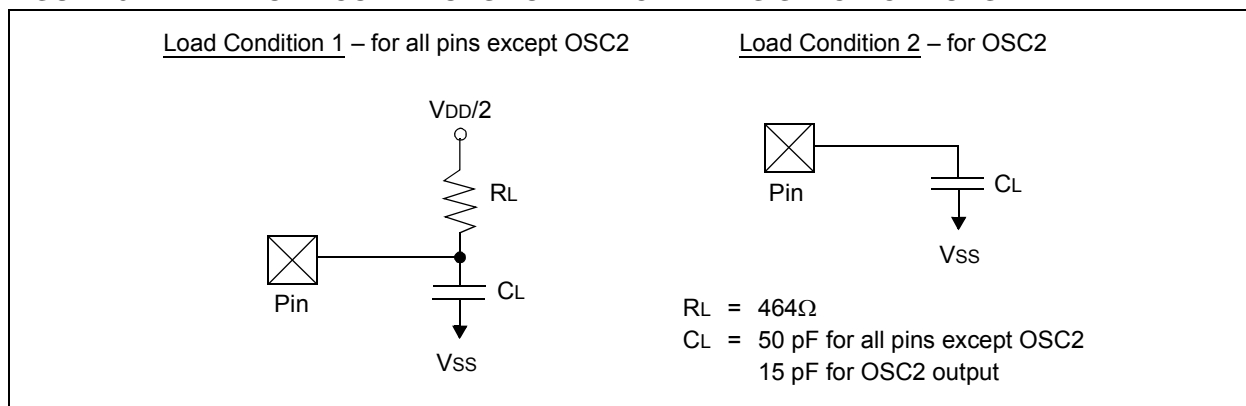 Load Condition 1 – for all pins except OSC2
VDD/2
RL
Pin
CL
VSS
Load Condition 2 – for OSC2
Pin
CL
VSS
RL = 464Ω
CL = 50 pF for all pins except OSC2
15 pF for OSC2 output